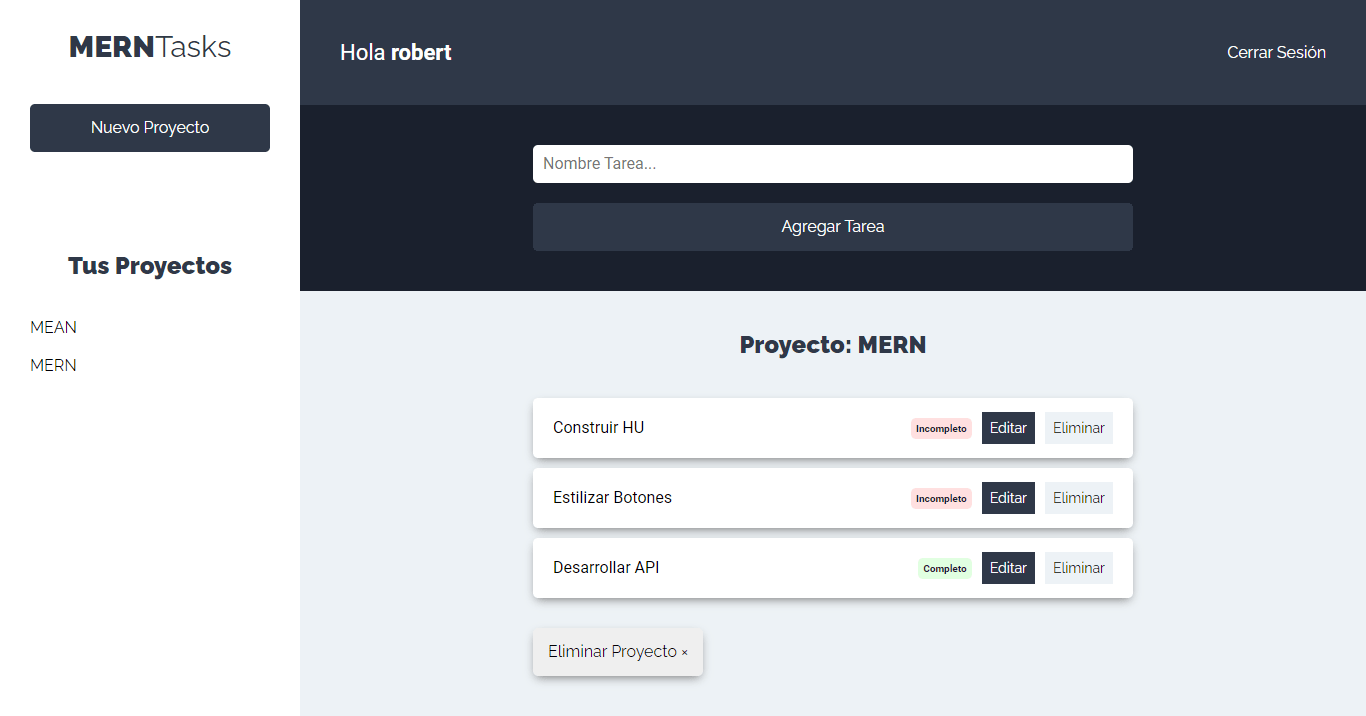 MERNTasks
Nuevo Proyecto
Tus Proyectos
MEAN
MERN
Hola robert
Cerrar Sesión
Nombre Tarea...
Agregar Tarea
Proyecto: MERN
Construir HU Incompleto Editar Eliminar
Estilizar Botones Incompleto Editar Eliminar
Desarrollar API Completo Editar Eliminar
Eliminar Proyecto ×